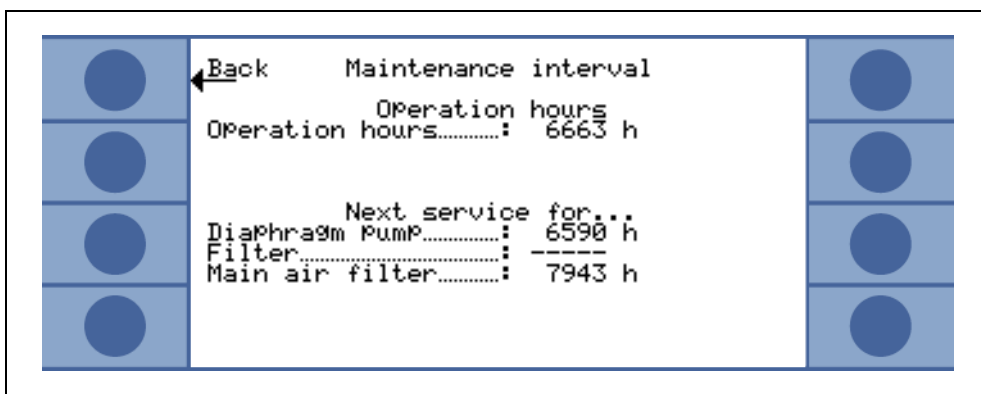 Back Maintenance interval
Operation hours
Operation hours...........: 6663 h
Next service for...
Diaphragm pump..............: 6590 h
Filter.....................................: -----
Main air filter...........: 7943 h